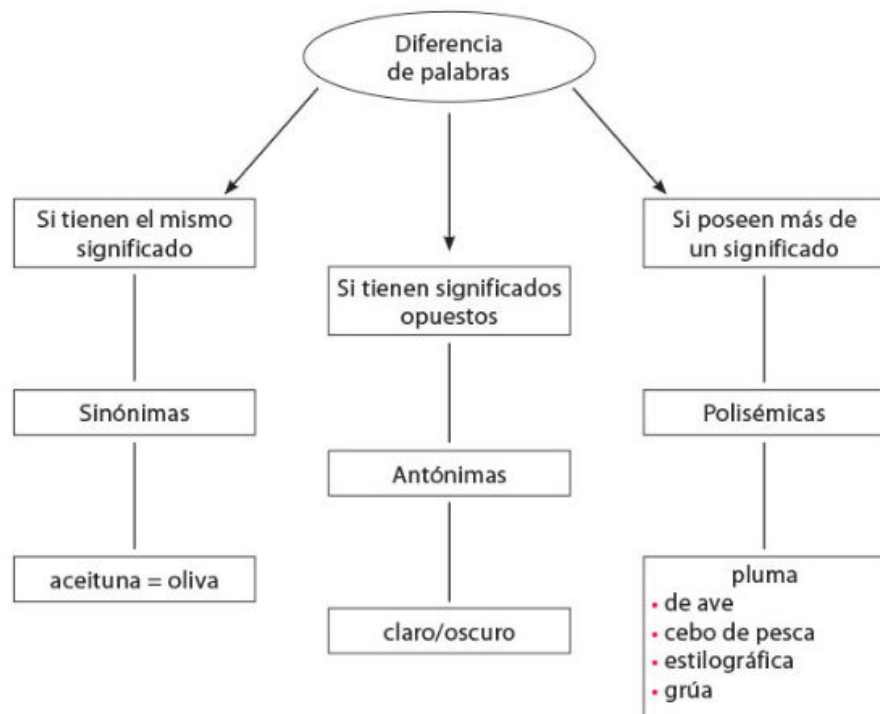 Diferencia
de palabras
Si tienen el mismo
significado
Sinónimas
aceituna = oliva
Si tienen significados
opuestos
Antónimas
claro/oscuro
Si poseen más de
un significado
Polisémicas
pluma
• de ave
• cebo de pesca
• estilográfica
• grúa